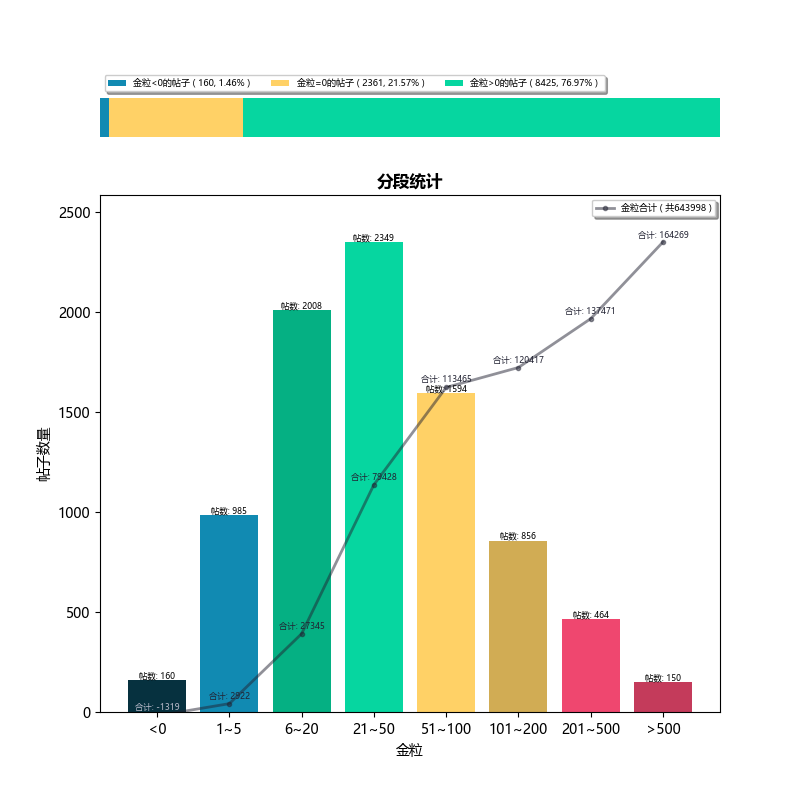 金粒<0的帖子 ( 160, 1.46% ) 金粒=0的帖子 ( 2361, 21.57% ) 金粒>0的帖子 ( 8425, 76.97% )
分段统计
金粒合计 ( 共643998 )
2500
2000
1500
1000
500
0
帖子数量
帖数: 160
帖数: 985
帖数: 2008
帖数: 2349
帖数: 1594
帖数: 856
帖数: 464
帖数: 150
合计: -1319
合计: 2922
合计: 27345
合计: 79428
合计: 113465
合计: 120417
合计: 137471
合计: 164269
<0 1~5 6~20 21~50 51~100 101~200 201~500 >500
金粒